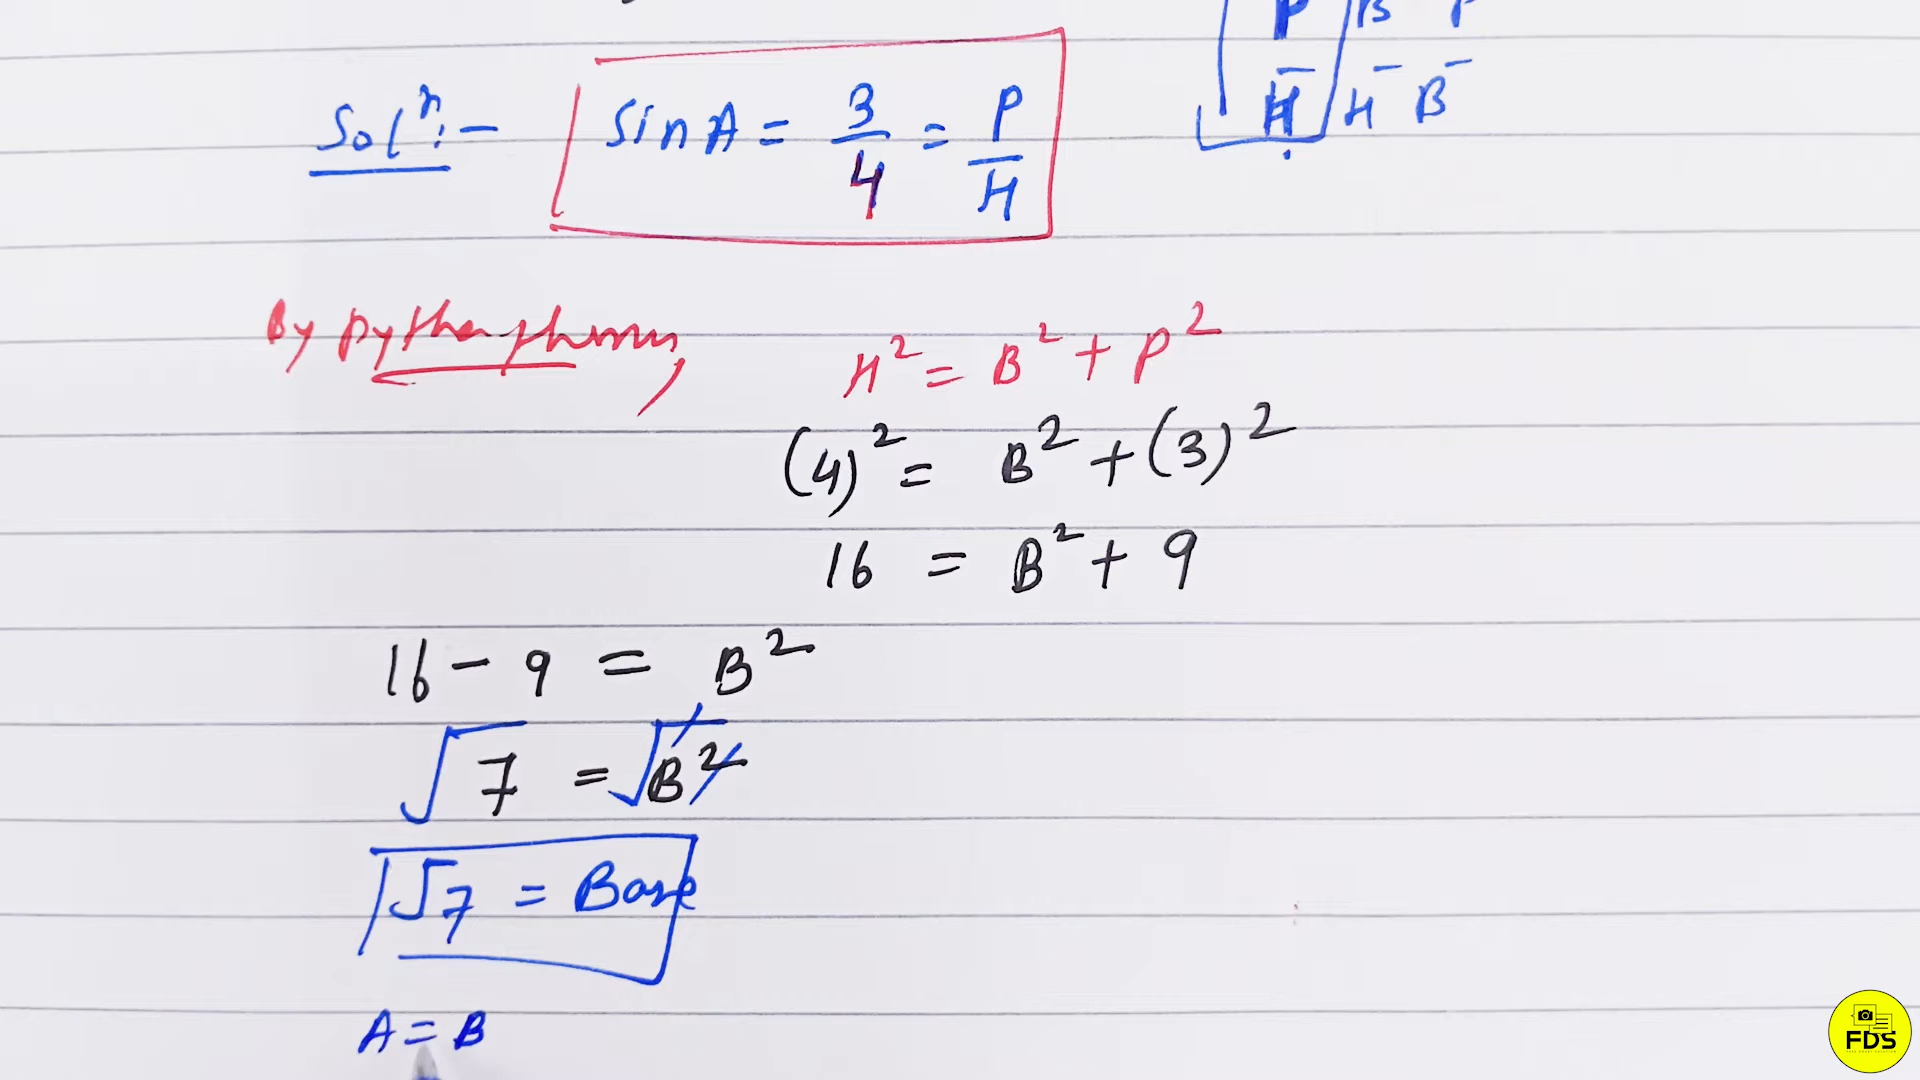 P B P
H H B
Solⁿ:- sin A = 3/4 = P/H
By pythagphorus, H² = B² + P²
(4)² = B² + (3)²
16 = B² + 9
16 - 9 = B²
√7 = √B²
√7 = Base
A = B
FDS